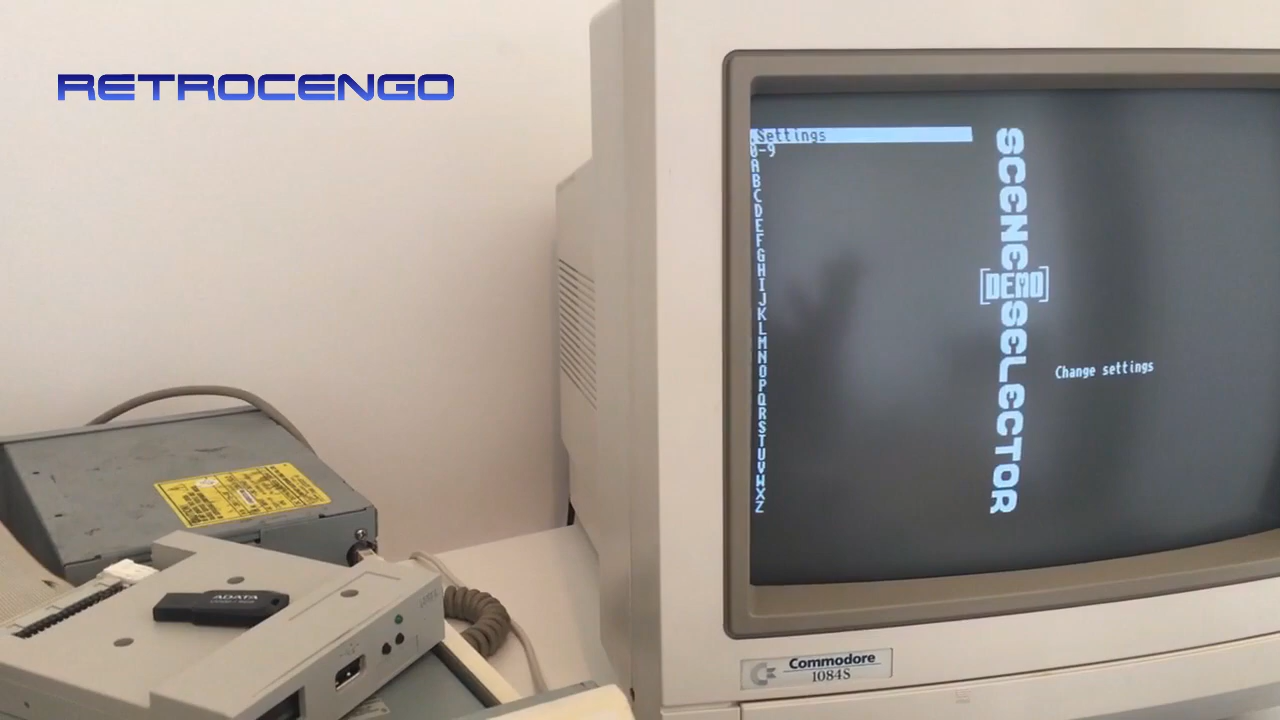 RETROCENGO
.Settings
0-9
A
B
C
D
E
F
G
H
I
J
K
L
M
N
O
P
Q
R
S
T
U
V
W
X
Z
SCENE
[DEMO]
SELECTOR
Change settings
ADATA
Commodore
1084S